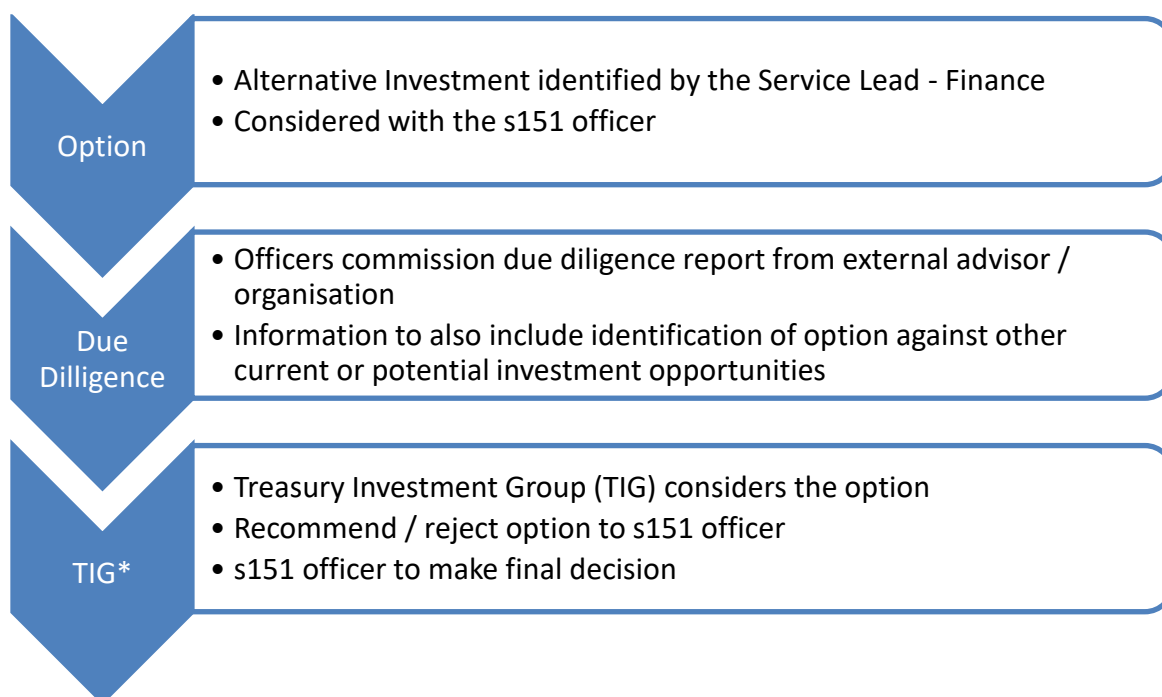 Option
• Alternative Investment identified by the Service Lead - Finance
• Considered with the s151 officer
Due
Dilligence
• Officers commission due diligence report from external advisor /
organisation
• Information to also include identification of option against other
current or potential investment opportunities
TIG*
• Treasury Investment Group (TIG) considers the option
• Recommend / reject option to s151 officer
• s151 officer to make final decision